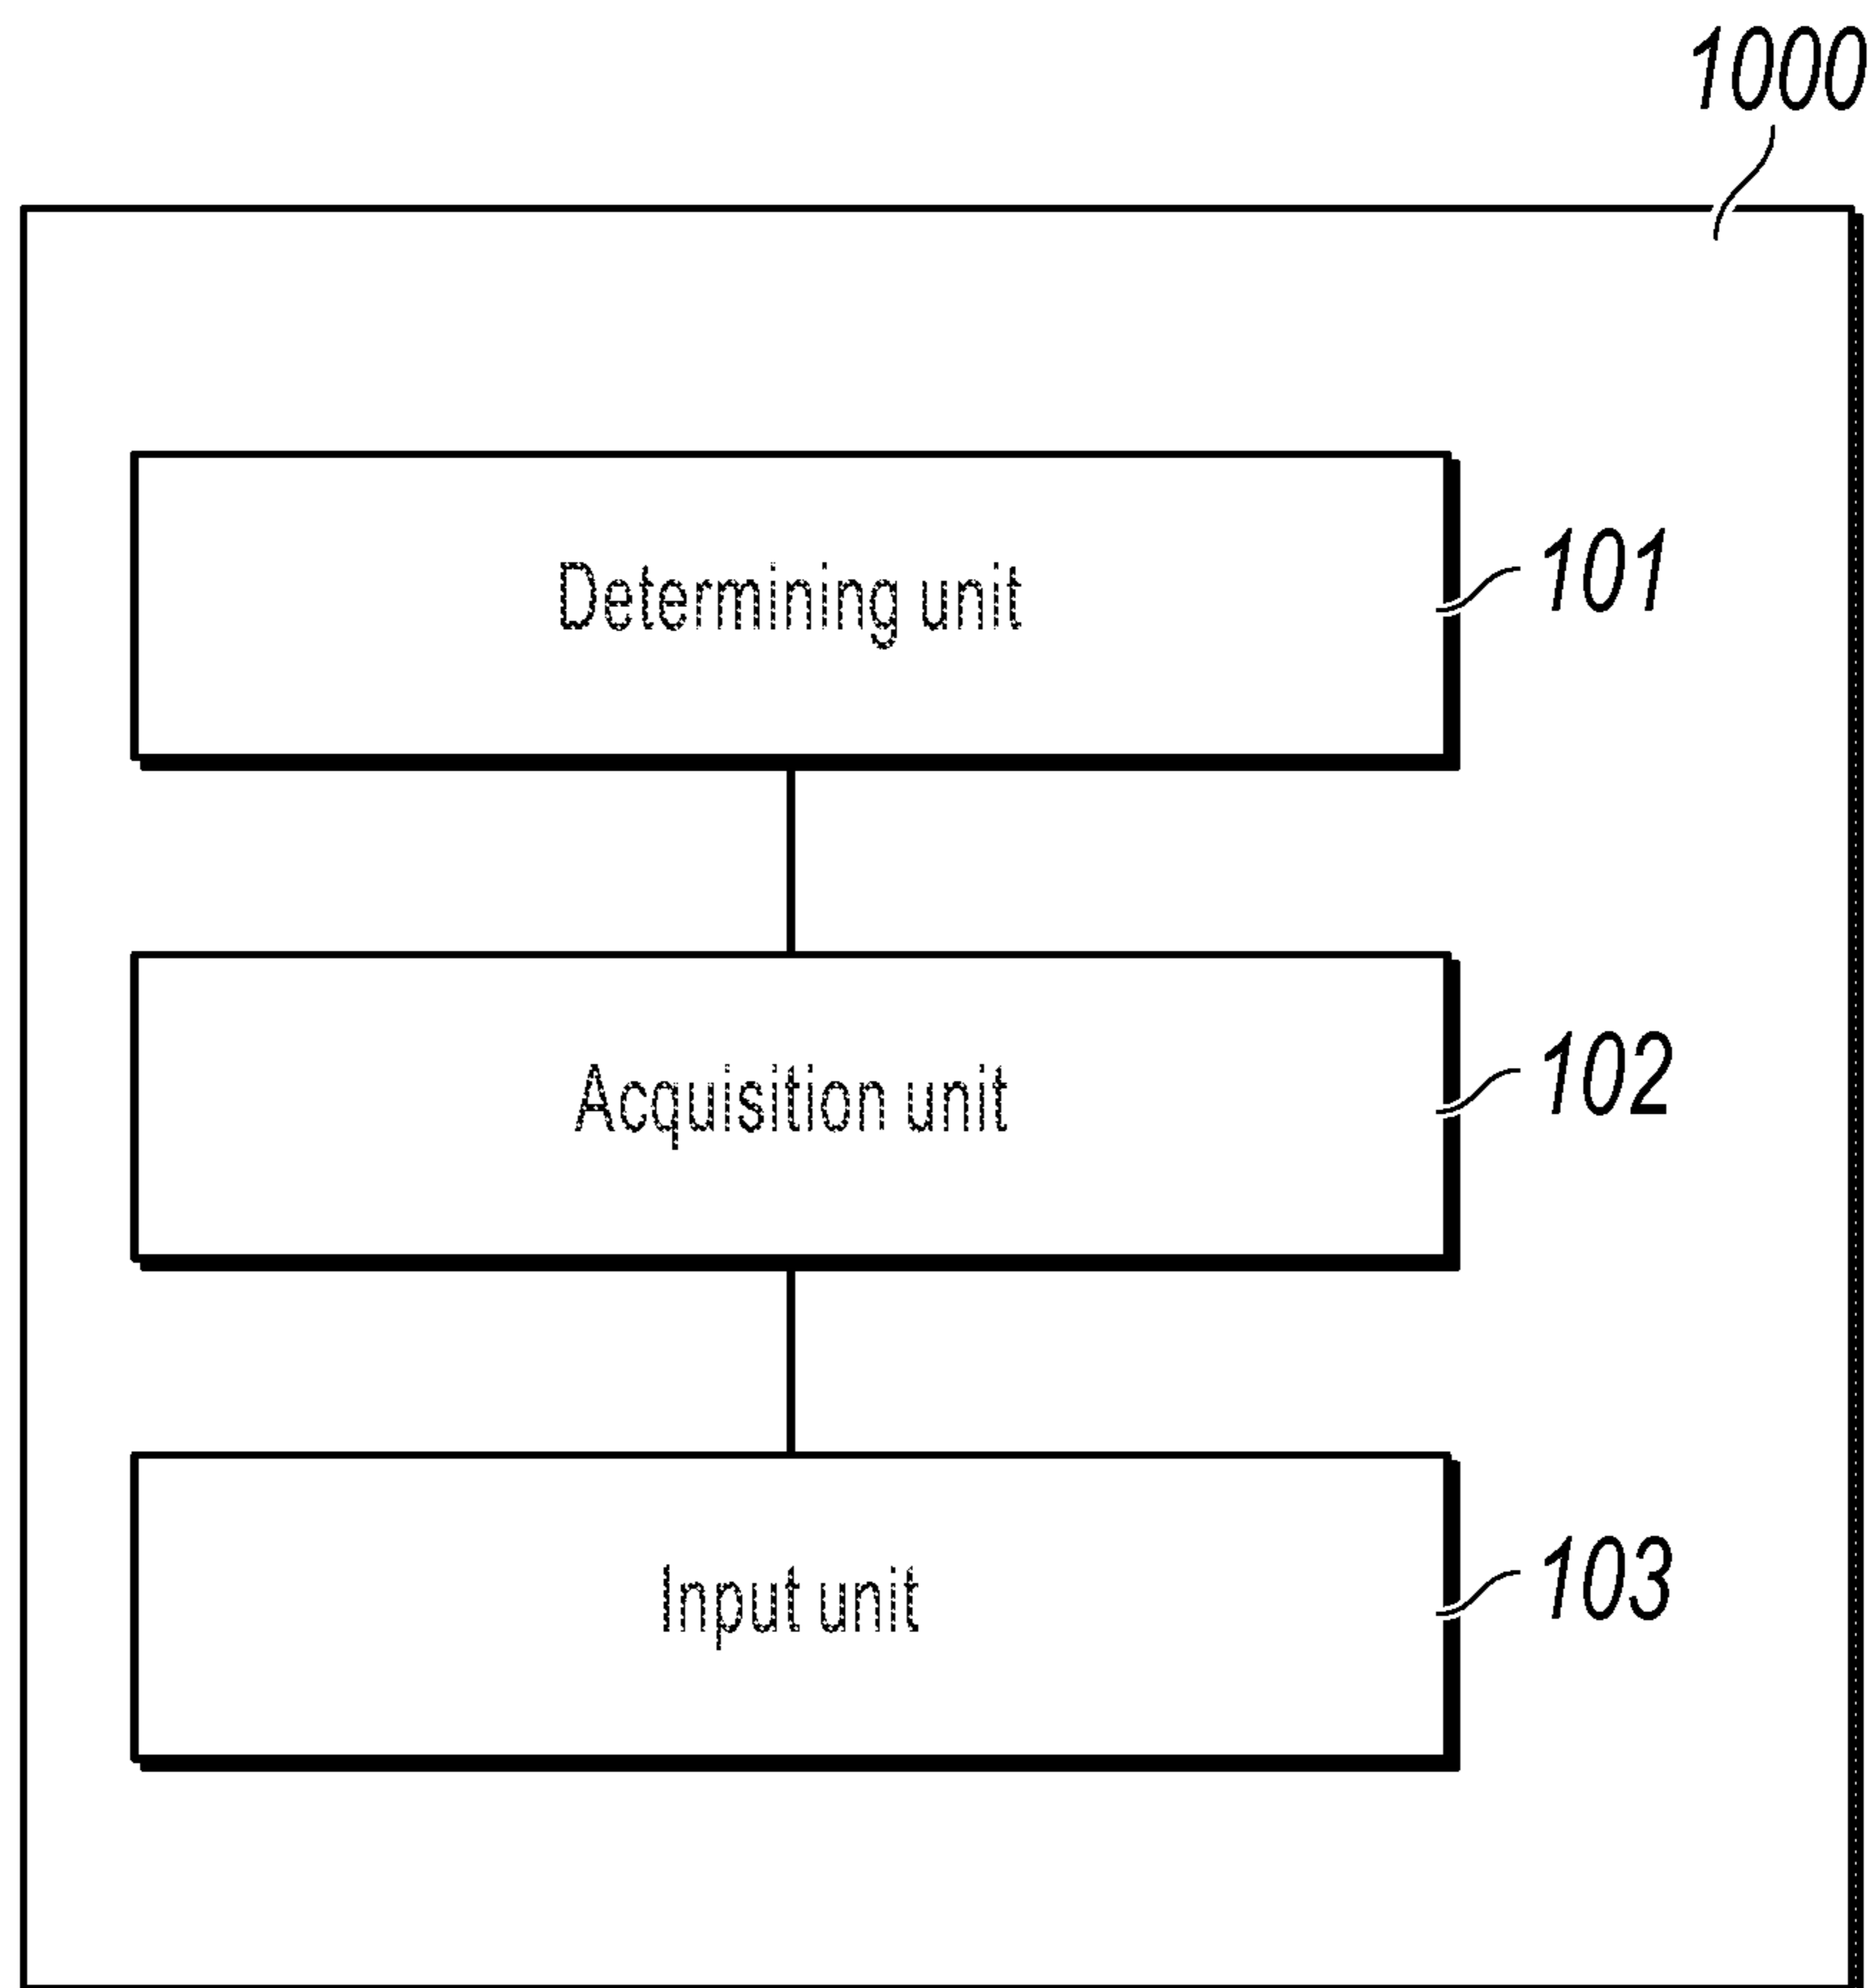 1000
Determining unit
101
Acquisition unit
102
Input unit
103